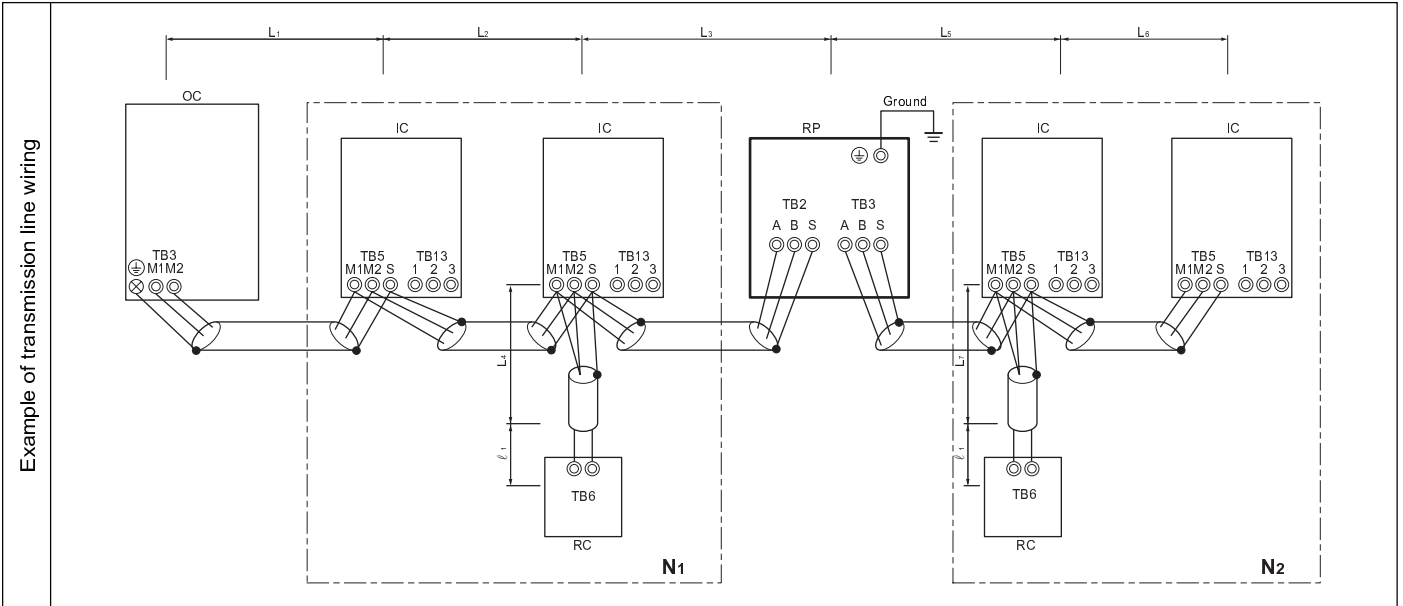 Example of transmission line wiring
L1 L2 L3 L5 L6
OC
IC
IC
RP
Ground
IC
IC
TB3
M1M2
TB5 TB13
M1M2 S 1 2 3
TB5 TB13
M1M2 S 1 2 3
TB2 TB3
A B S A B S
TB5 TB13
M1M2 S 1 2 3
TB5 TB13
M1M2 S 1 2 3
L4
ℓ1
TB6
RC
N1
L7
ℓ1
TB6
RC
N2